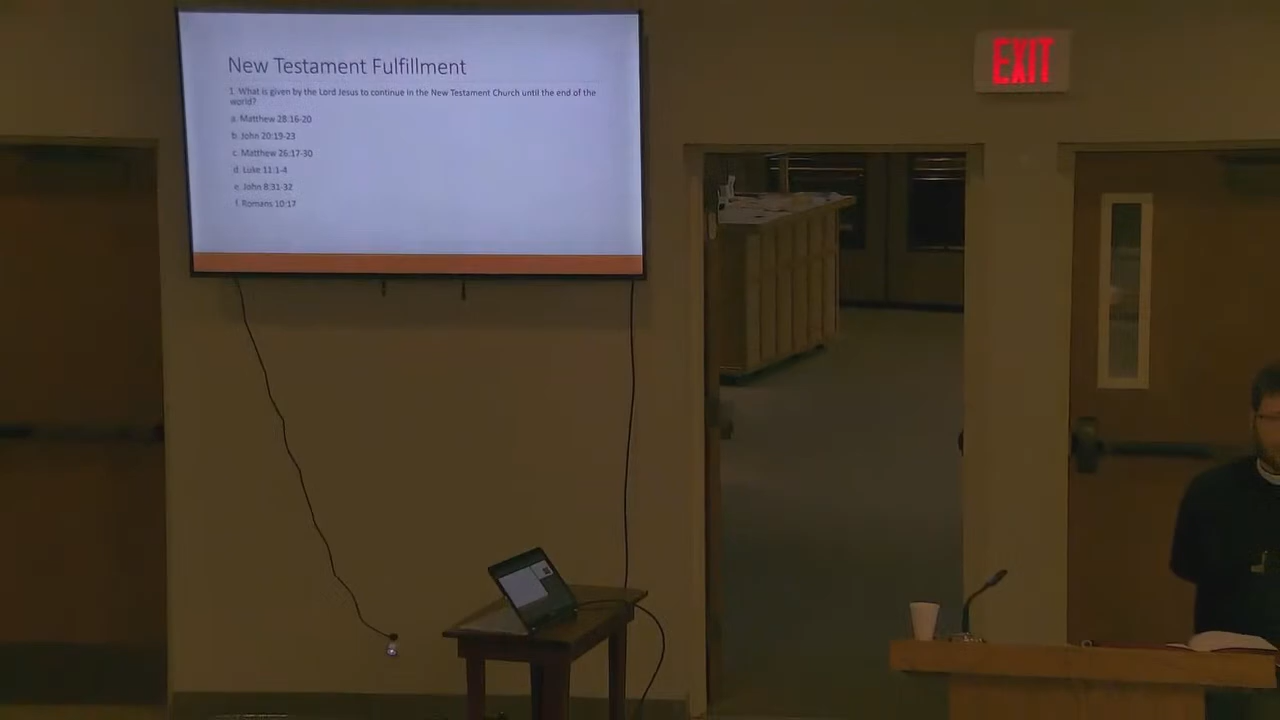 New Testament Fulfillment
1. What is given by the Lord Jesus to continue in the New Testament Church until the end of the
world?
a. Matthew 28:16-20
b. John 20:19-23
c. Matthew 26:17-30
d. Luke 11:1-4
e. John 8:31-32
f. Romans 10:17
EXIT